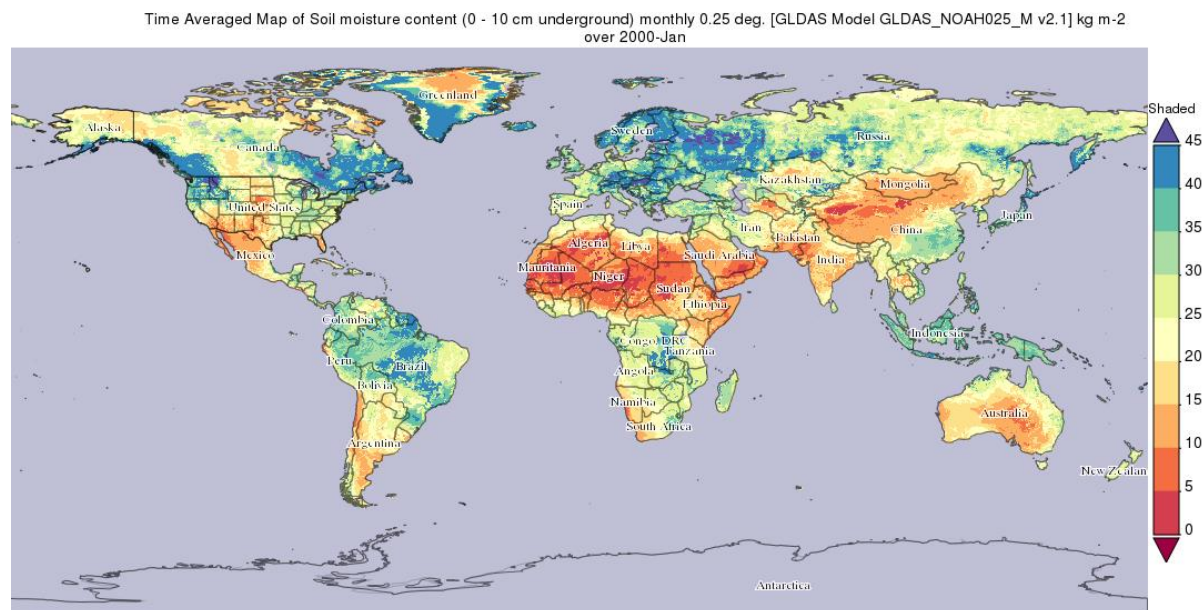 Time Averaged Map of Soil moisture content (0 - 10 cm underground) monthly 0.25 deg. [GLDAS Model GLDAS_NOAH025_M v2.1] kg m-2
over 2000-Jan
Greenland
Shaded
Alaska
Sweden
Russia
45
Canada
40
Kazakhstan
Mongolia
United States
Spain
Japan
35
Iran
China
Mexico
Algeria
Libya
Saudi Arabia
Pakistan
30
Mauritania
Niger
India
Sudan
25
Ethiopia
Colombia
Congo, DRC
Indonesia
20
Peru
Brazil
Tanzania
Bolivia
Angola
15
Namibia
Australia
Argentina
South Africa
10
New Zealan
5
0
Antarctica